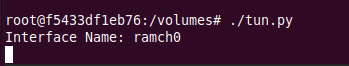 root@f5433df1eb76:/volumes# ./tun.py
Interface Name: ramch0